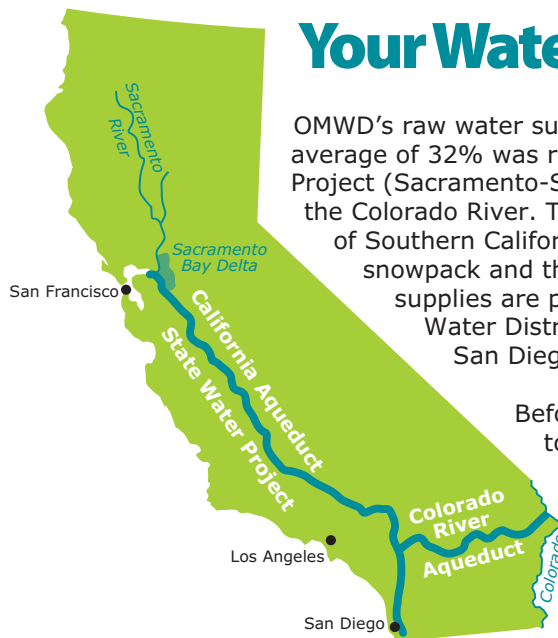 Your Wate
OMWD's raw water su
average of 32% was r
Project (Sacramento-S
the Colorado River. T
of Southern Califor
snowpack and th
supplies are p
Water Distr
San Dieg
Befo
to
Sacramento
River
Sacramento
Bay Delta
San Francisco
California Aqueduct
State Water Project
Colorado
River
Aqueduct
Los Angeles
Colorado
San Diego